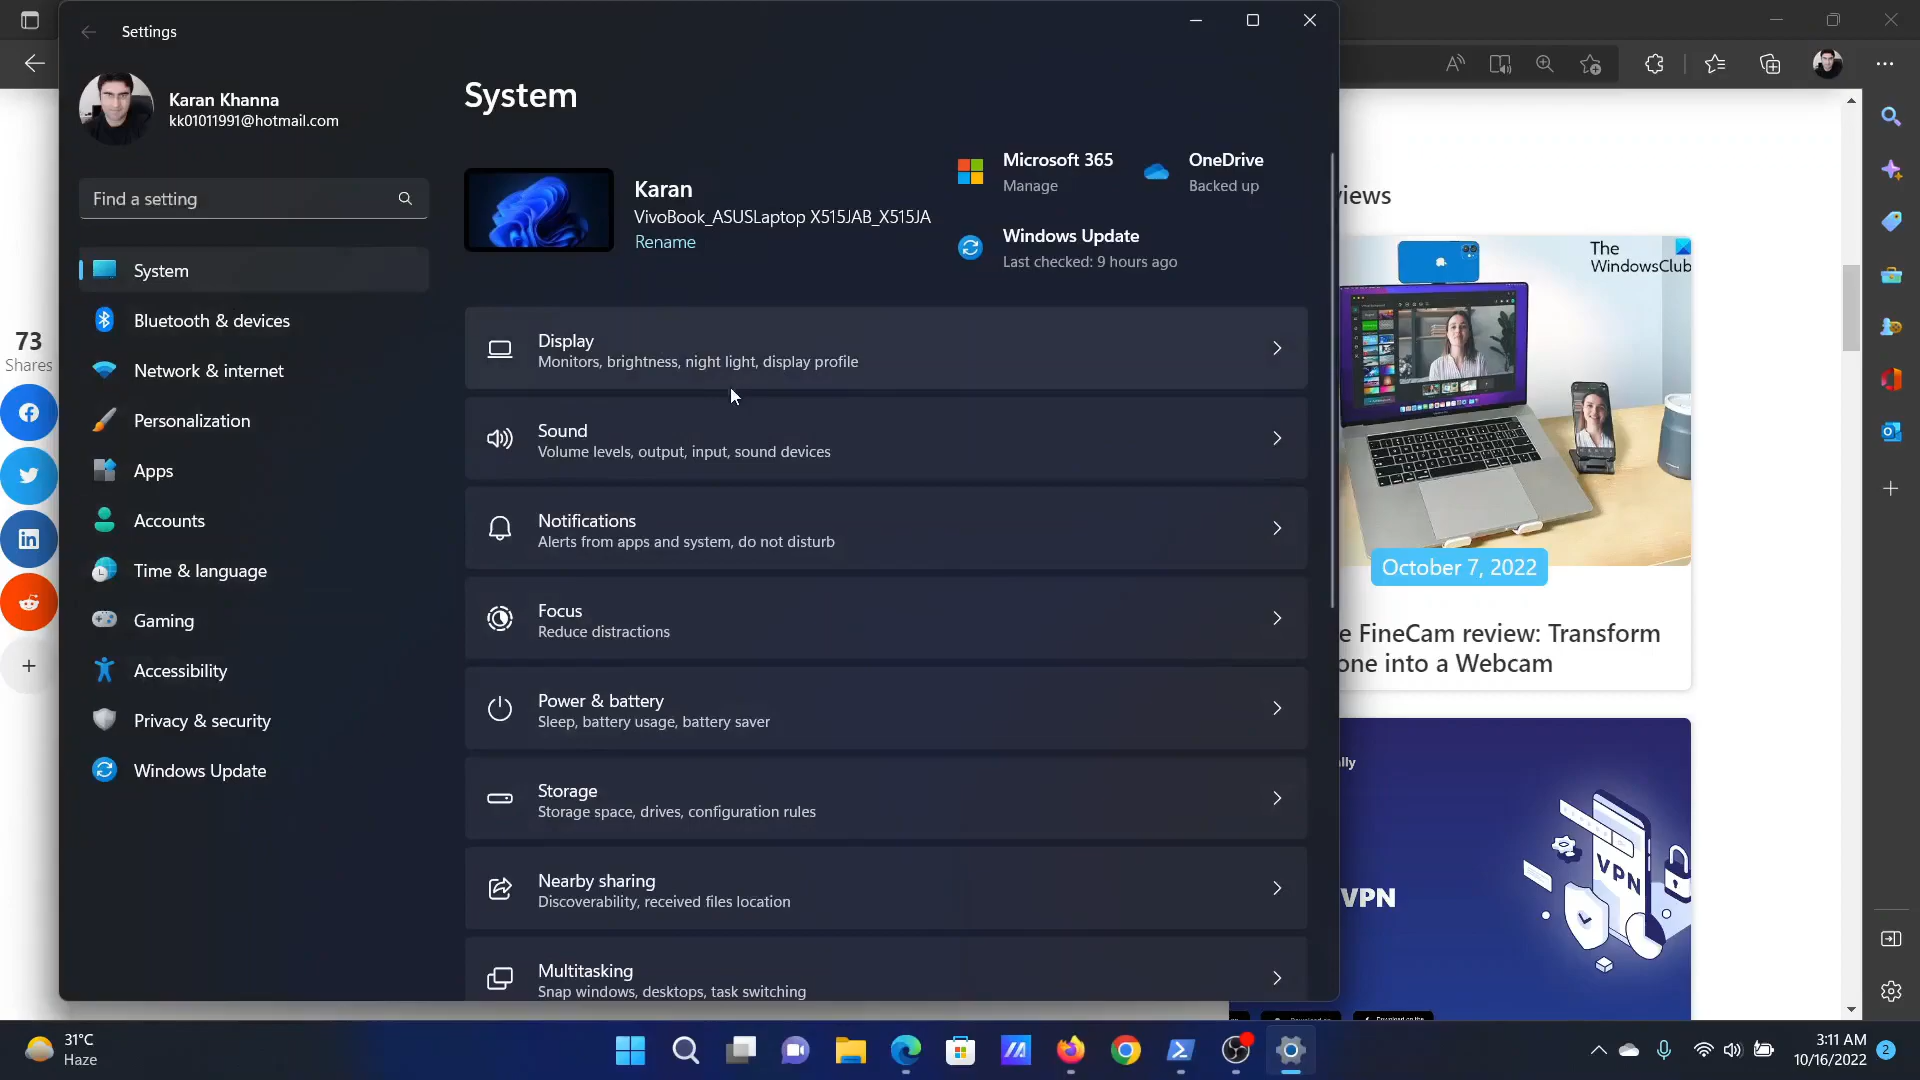 Settings
Karan Khanna
kk01011991@hotmail.com
Find a setting
System
Bluetooth & devices
Network & internet
Personalization
Apps
Accounts
Time & language
Gaming
Accessibility
Privacy & security
Windows Update
System
Karan
VivoBook_ASUSLaptop X515JAB_X515JA
Rename
Microsoft 365
Manage
OneDrive
Backed up
Windows Update
Last checked: 9 hours ago
Display
Monitors, brightness, night light, display profile
Sound
Volume levels, output, input, sound devices
Notifications
Alerts from apps and system, do not disturb
Focus
Reduce distractions
Power & battery
Sleep, battery usage, battery saver
Storage
Storage space, drives, configuration rules
Nearby sharing
Discoverability, received files location
Multitasking
Snap windows, desktops, task switching
73
Shares
iews
The
WindowsClub
October 7, 2022
e FineCam review: Transform
one into a Webcam
lly
VPN
VPN
31°C
Haze
3:11 AM
10/16/2022
2